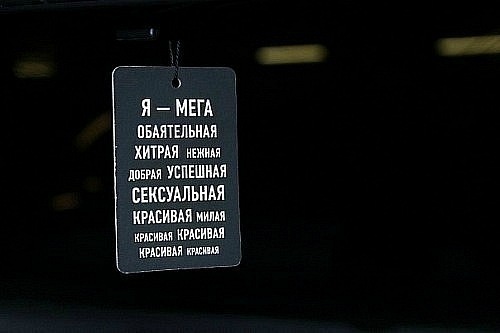 Я — МЕГА
ОБАЯТЕЛЬНАЯ
ХИТРАЯ НЕЖНАЯ
ДОБРАЯ УСПЕШНАЯ
СЕКСУАЛЬНАЯ
КРАСИВАЯ МИЛАЯ
КРАСИВАЯ КРАСИВАЯ
КРАСИВАЯ КРАСИВАЯ